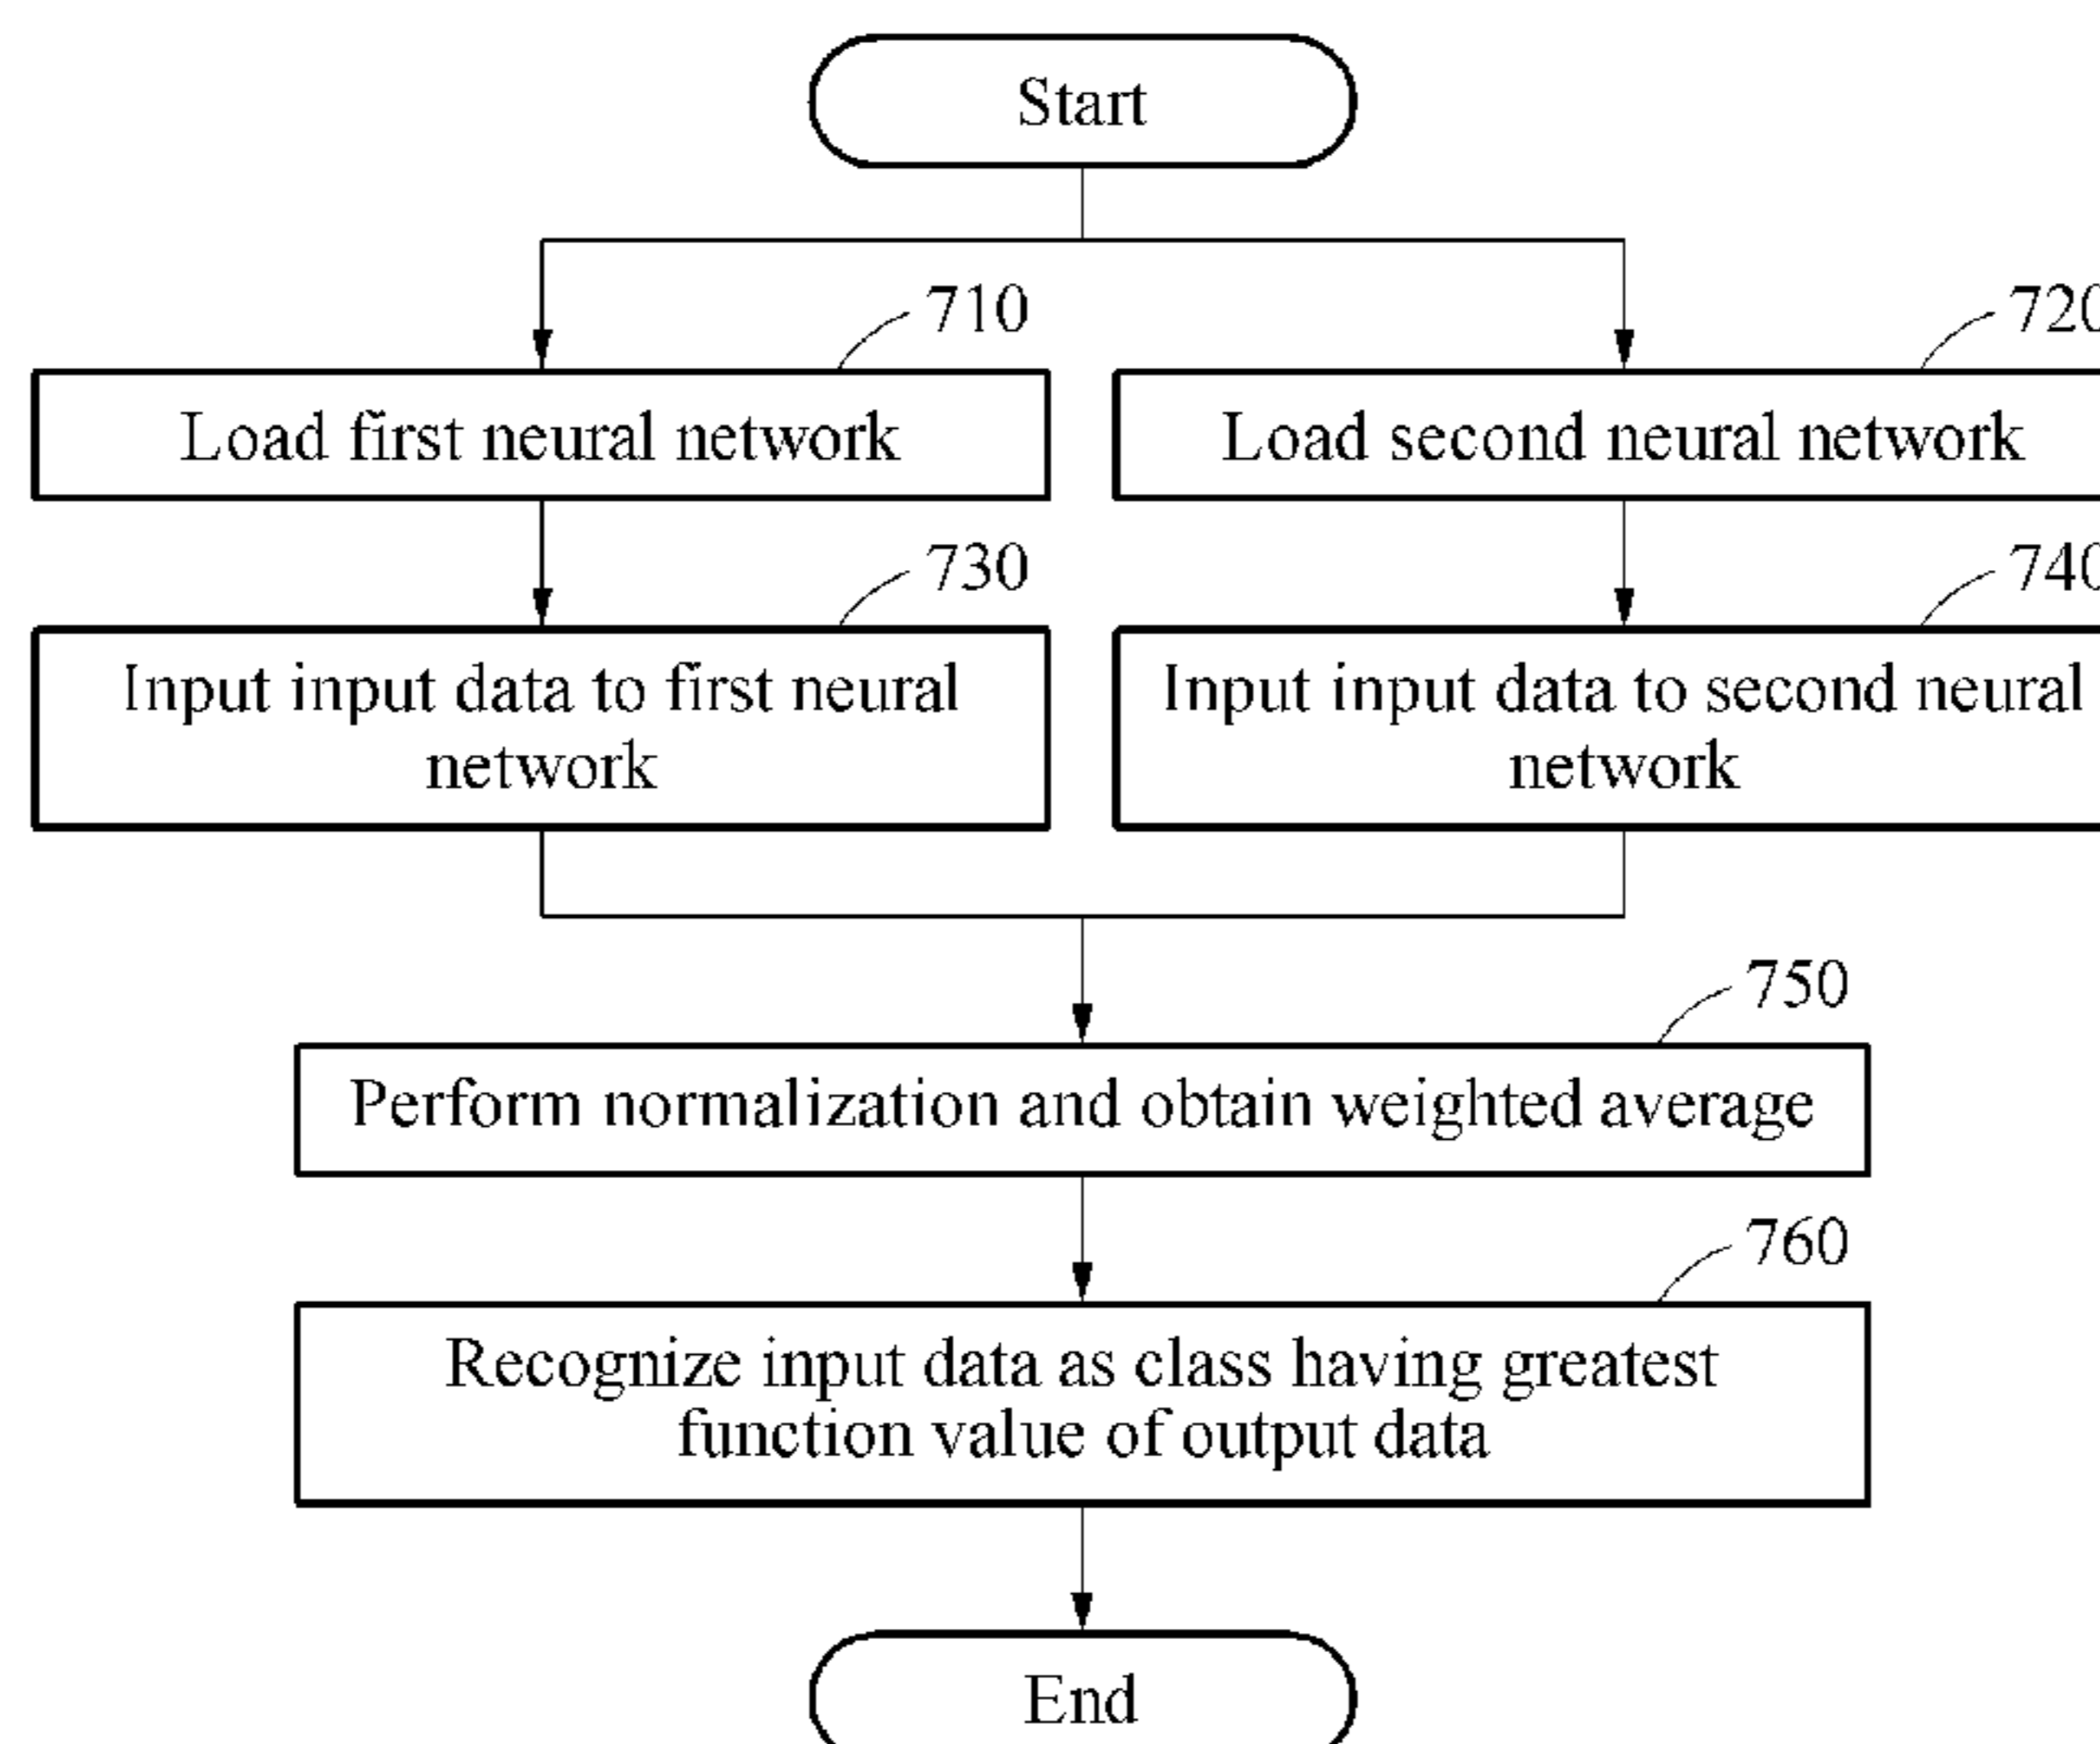 Start
710
720
Load first neural network
Load second neural network
730
740
Input input data to first neural
network
Input input data to second neural
network
750
Perform normalization and obtain weighted average
760
Recognize input data as class having greatest
function value of output data
End